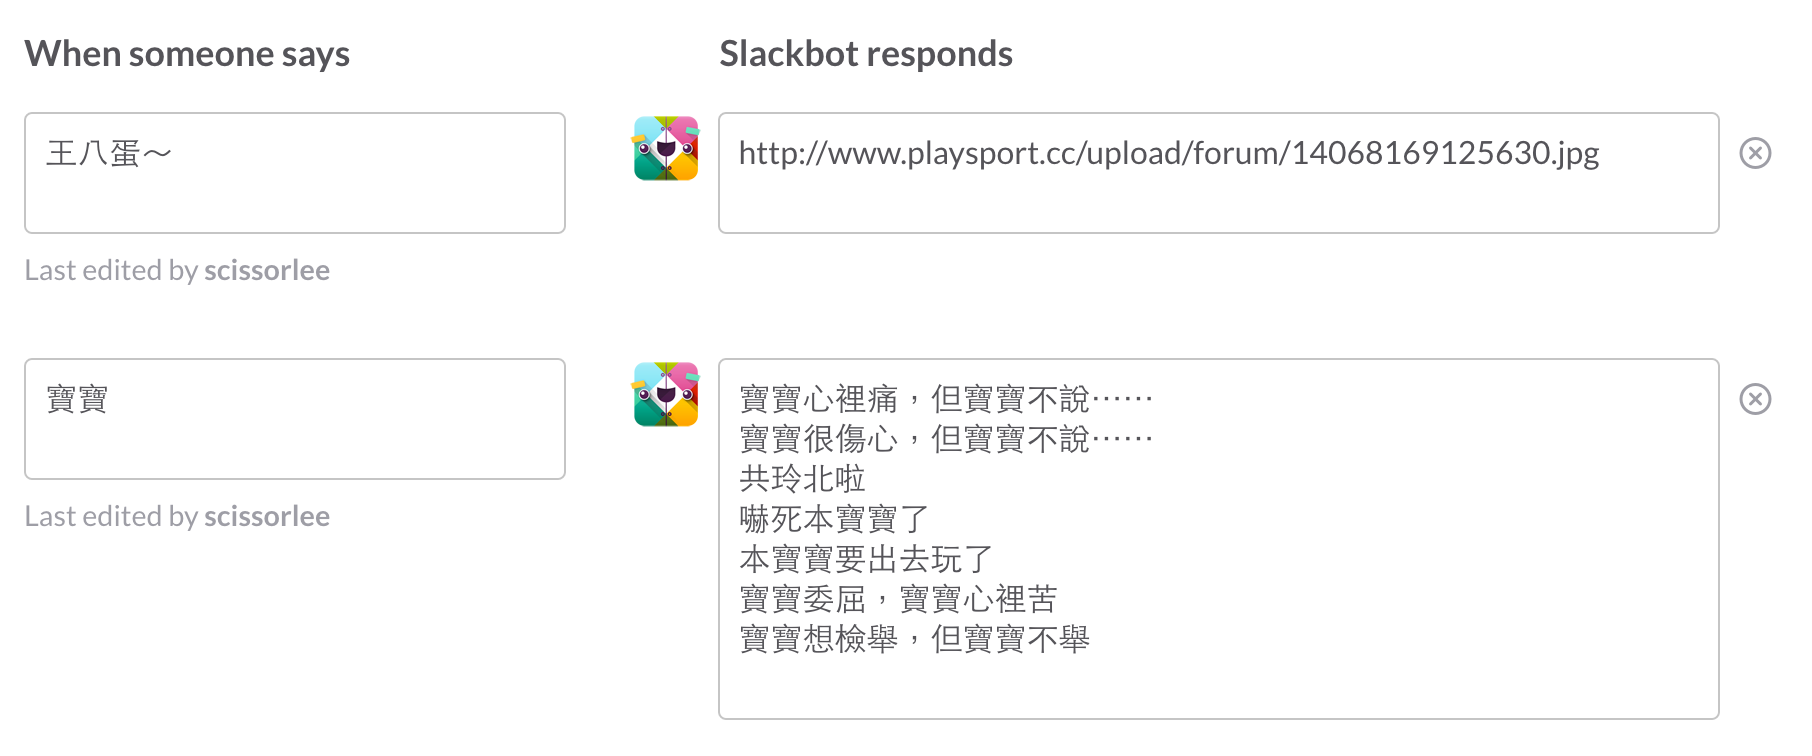 When someone says
Slackbot responds
王八蛋～
http://www.playsport.cc/upload/forum/14068169125630.jpg
Last edited by scissorlee
寶寶
寶寶心裡痛，但寶寶不說⋯⋯
寶寶很傷心，但寶寶不說⋯⋯
共玲北啦
嚇死本寶寶了
本寶寶要出去玩了
寶寶委屈，寶寶心裡苦
寶寶想檢舉，但寶寶不舉
Last edited by scissorlee